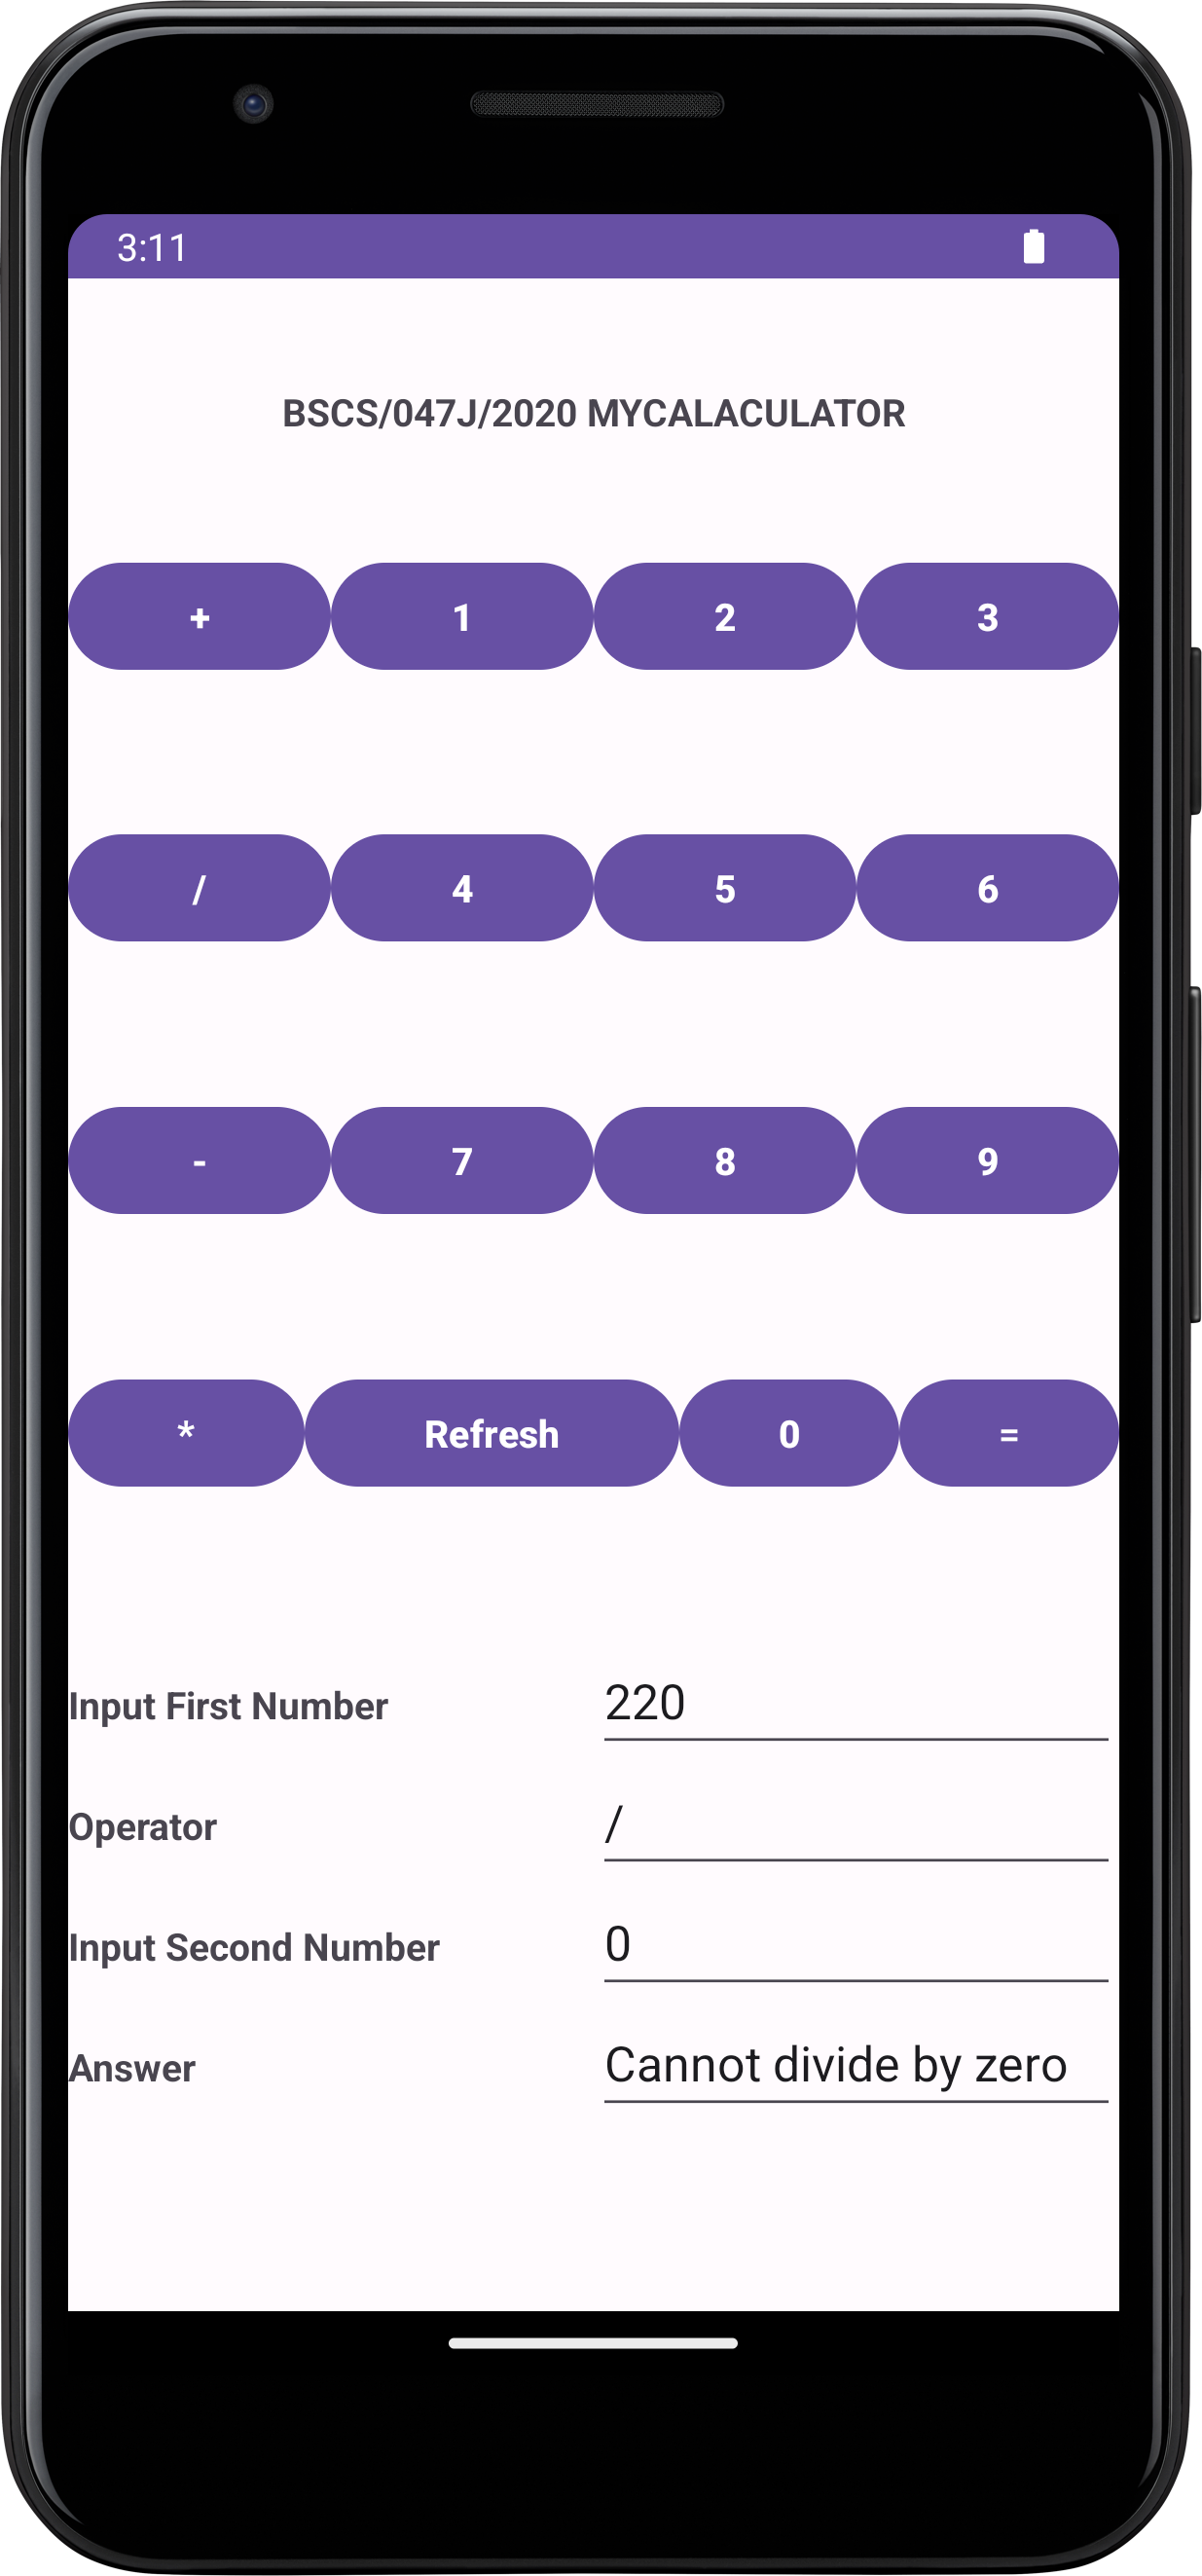 3:11
BSCS/047J/2020 MYCALACULATOR
+ 1 2 3
/ 4 5 6
- 7 8 9
* Refresh 0 =
Input First Number 220
Operator /
Input Second Number 0
Answer Cannot divide by zero